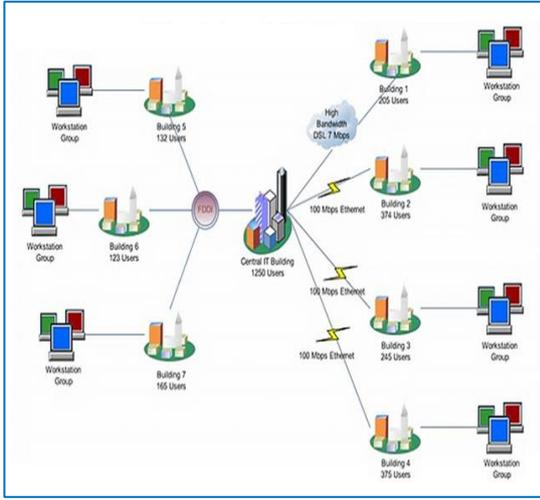 Building 1
205 Users
Workstation
Group
High
Bandwidth
DSL 7 Mbps
Building 5
132 Users
Workstation
Group
Building 2
374 Users
Workstation
Group
100 Mbps Ethernet
FDDI
Central IT Building
1250 Users
Building 6
123 Users
Workstation
Group
100 Mbps Ethernet
Building 3
245 Users
Workstation
Group
100 Mbps Ethernet
Building 7
165 Users
Workstation
Group
Building 4
375 Users
Workstation
Group